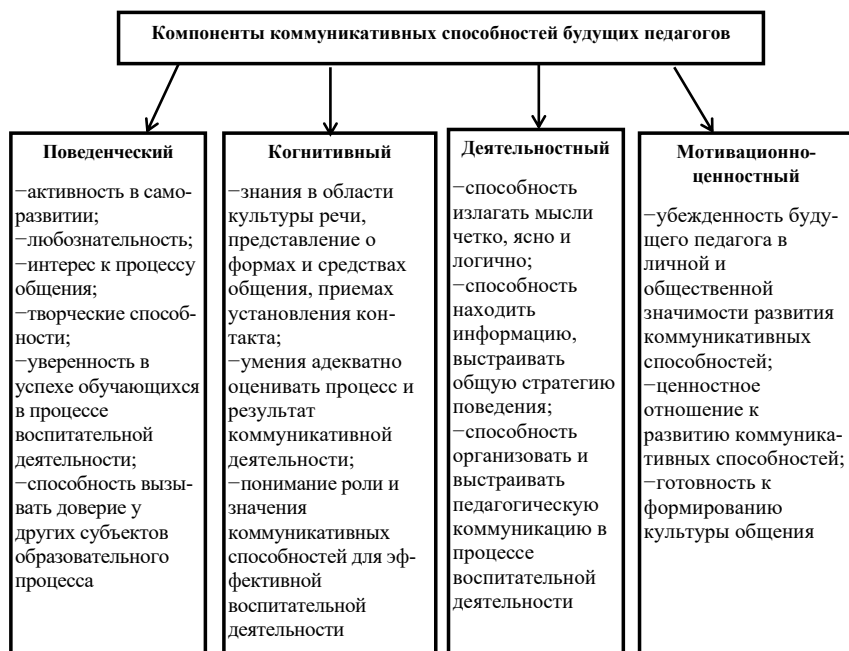 Компоненты коммуникативных способностей будущих педагогов
Поведенческий
−активность в само-
развитии;
−любознательность;
−интерес к процессу
общения;
−творческие способ-
ности;
−уверенность в
успехе обучающихся
в процессе
воспитательной
деятельности;
−способность вызы-
вать доверие у
других субъектов
образовательного
процесса
Когнитивный
−знания в области
культуры речи,
представление о
формах и средствах
общения, приемах
установления кон-
такта;
−умения адекватно
оценивать процесс и
результат
коммуникативной
деятельности;
−понимание роли и
значения
коммуникативных
способностей для эф-
фективной
воспитательной
деятельности
Деятельностный
−способность
излагать мысли
четко, ясно и
логично;
−способность
находить
информацию,
выстраивать
общую стратегию
поведения;
−способность
организовать и
выстраивать
педагогическую
коммуникацию в
процессе
воспитательной
деятельности
Мотивационно-
ценностный
−убежденность буду-
щего педагога в
личной и
общественной
значимости развития
коммуникативных
способностей;
−ценностное
отношение к
развитию коммуника-
тивных способностей;
−готовность к
формированию
культуры общения